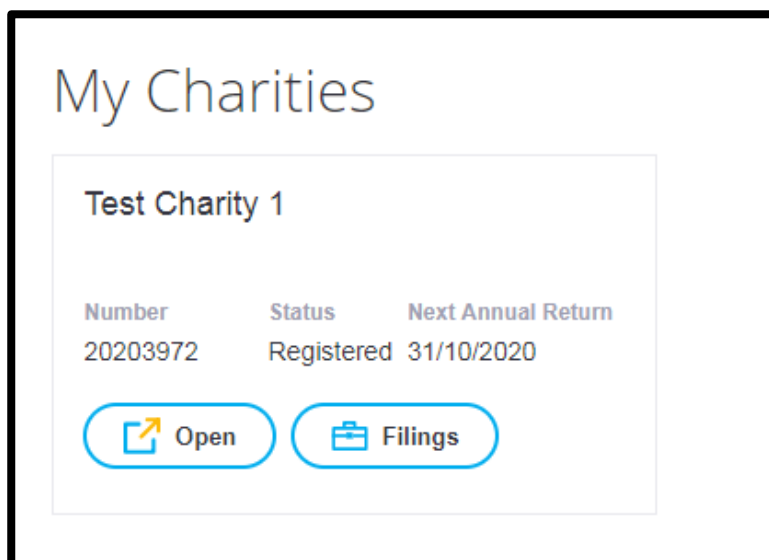 My Charities
Test Charity 1
Number Status Next Annual Return
20203972 Registered 31/10/2020
Open Filings